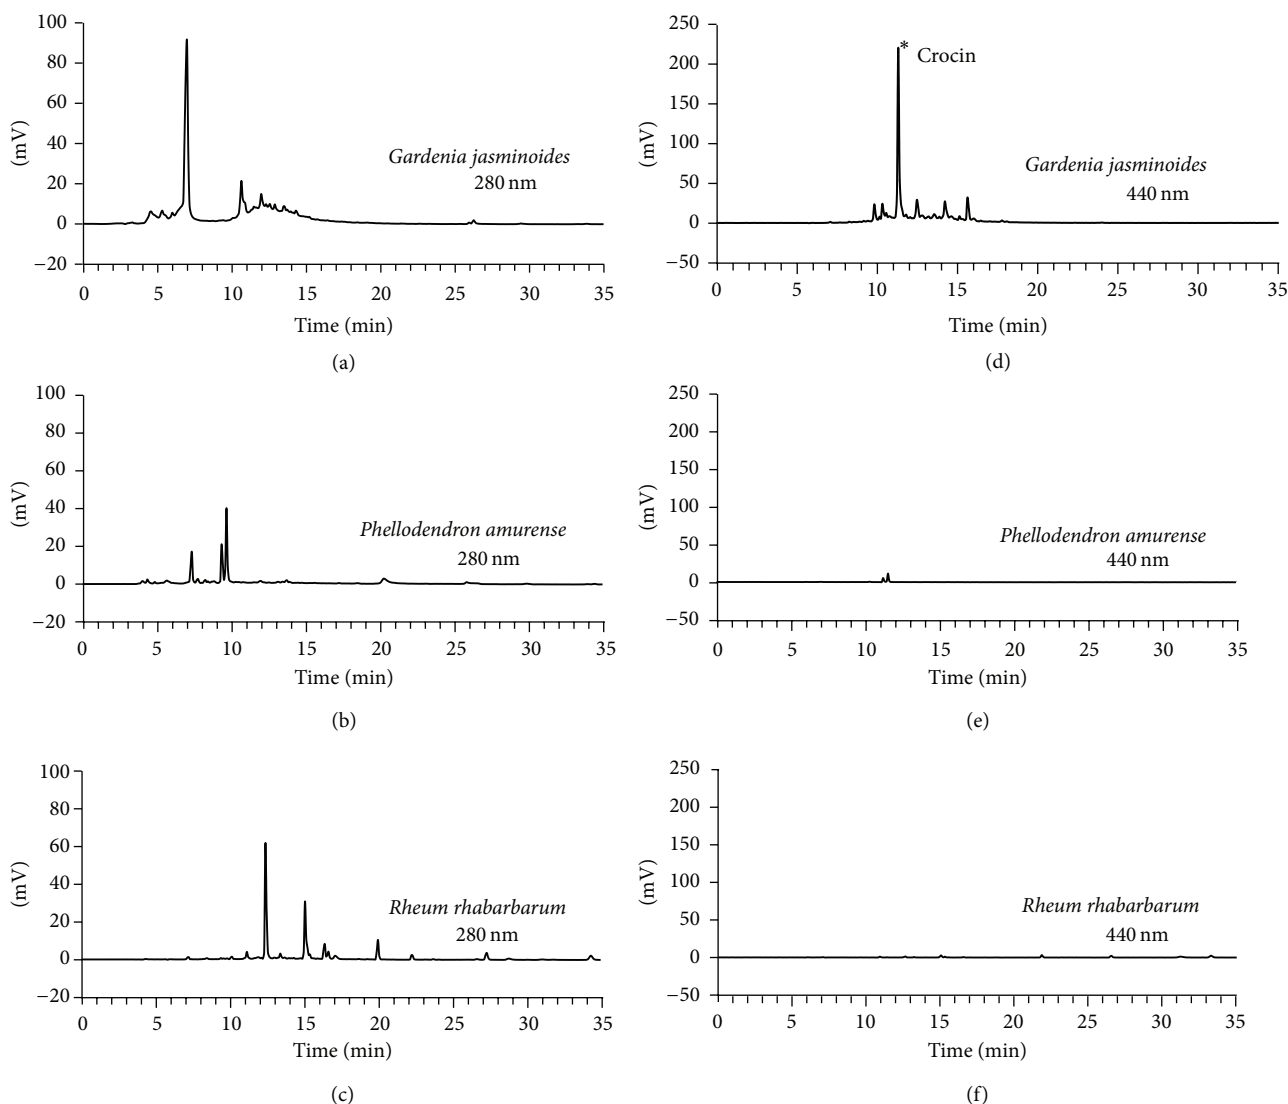 100
80
60
40
20
0
−20
(mV)
Gardenia jasminoides
280 nm
0 5 10 15 20 25 30 35
Time (min)
(a)
250
200
150
100
50
0
−50
(mV)
* Crocin
Gardenia jasminoides
440 nm
0 5 10 15 20 25 30 35
Time (min)
(d)
100
80
60
40
20
0
−20
(mV)
Phellodendron amurense
280 nm
0 5 10 15 20 25 30 35
Time (min)
(b)
250
200
150
100
50
0
−50
(mV)
Phellodendron amurense
440 nm
0 5 10 15 20 25 30 35
Time (min)
(e)
100
80
60
40
20
0
−20
(mV)
Rheum rhabarbarum
280 nm
0 5 10 15 20 25 30 35
Time (min)
(c)
250
200
150
100
50
0
−50
(mV)
Rheum rhabarbarum
440 nm
0 5 10 15 20 25 30 35
Time (min)
(f)